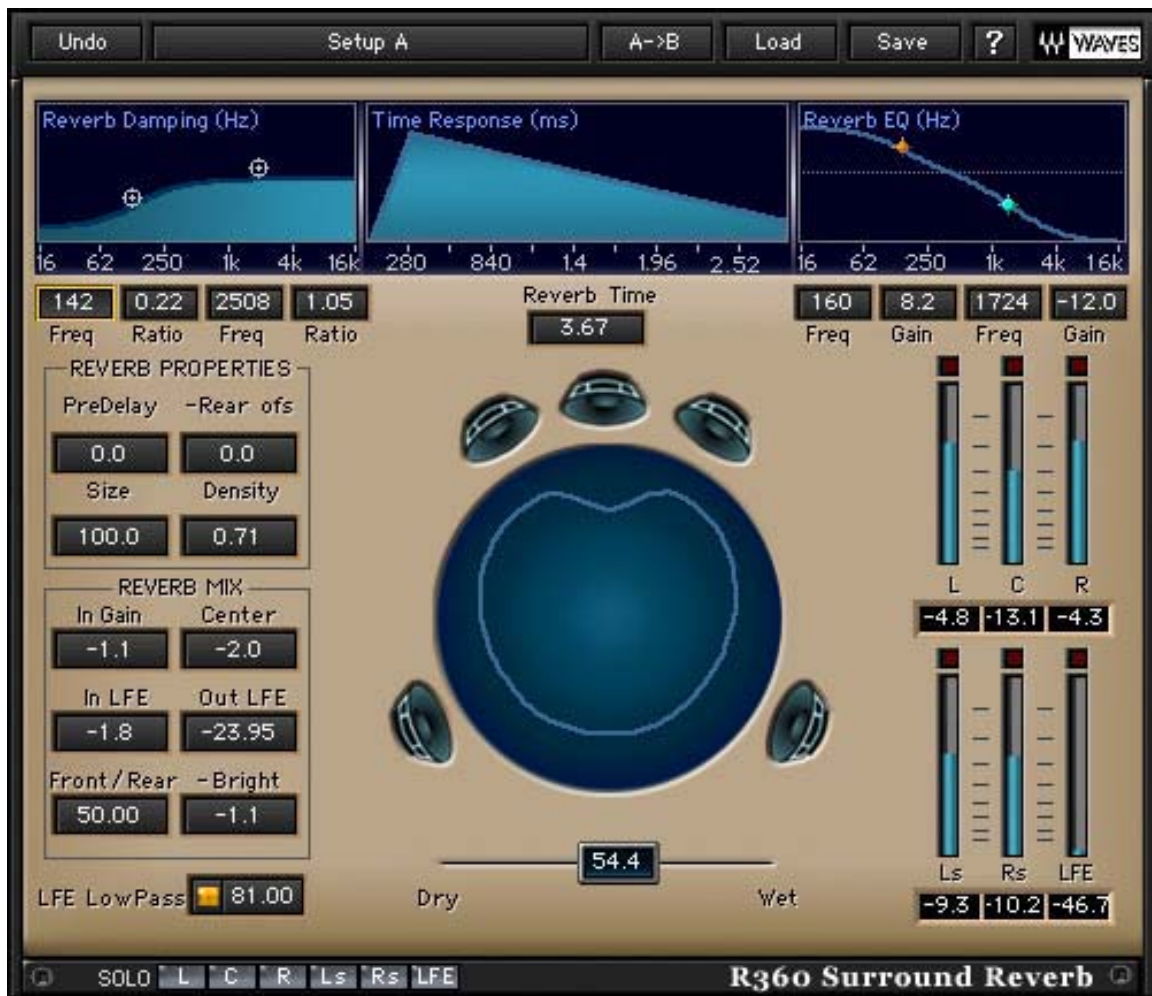 Undo Setup A A->B Load Save ? WAVES
Reverb Damping (Hz) Time Response (ms) Reverb EQ (Hz)
16 62 250 1k 4k 16k 280 840 1.4 1.96 2.52 16 62 250 1k 4k 16k
142 0.22 2508 1.05 Reverb Time 160 8.2 1724 -12.0
Freq Ratio Freq Ratio 3.67 Freq Gain Freq Gain
REVERB PROPERTIES
PreDelay -Rear ofs
0.0 0.0
Size Density
100.0 0.71
REVERB MIX
In Gain Center
-1.1 -2.0
In LFE Out LFE
-1.8 -23.95
Front/Rear -Bright
50.00 -1.1
LFE LowPass 81.00
54.4
Dry Wet
L C R
-4.8 -13.1 -4.3
Ls Rs LFE
-9.3 -10.2 -46.7
SOLO L C R Ls Rs LFE R360 Surround Reverb